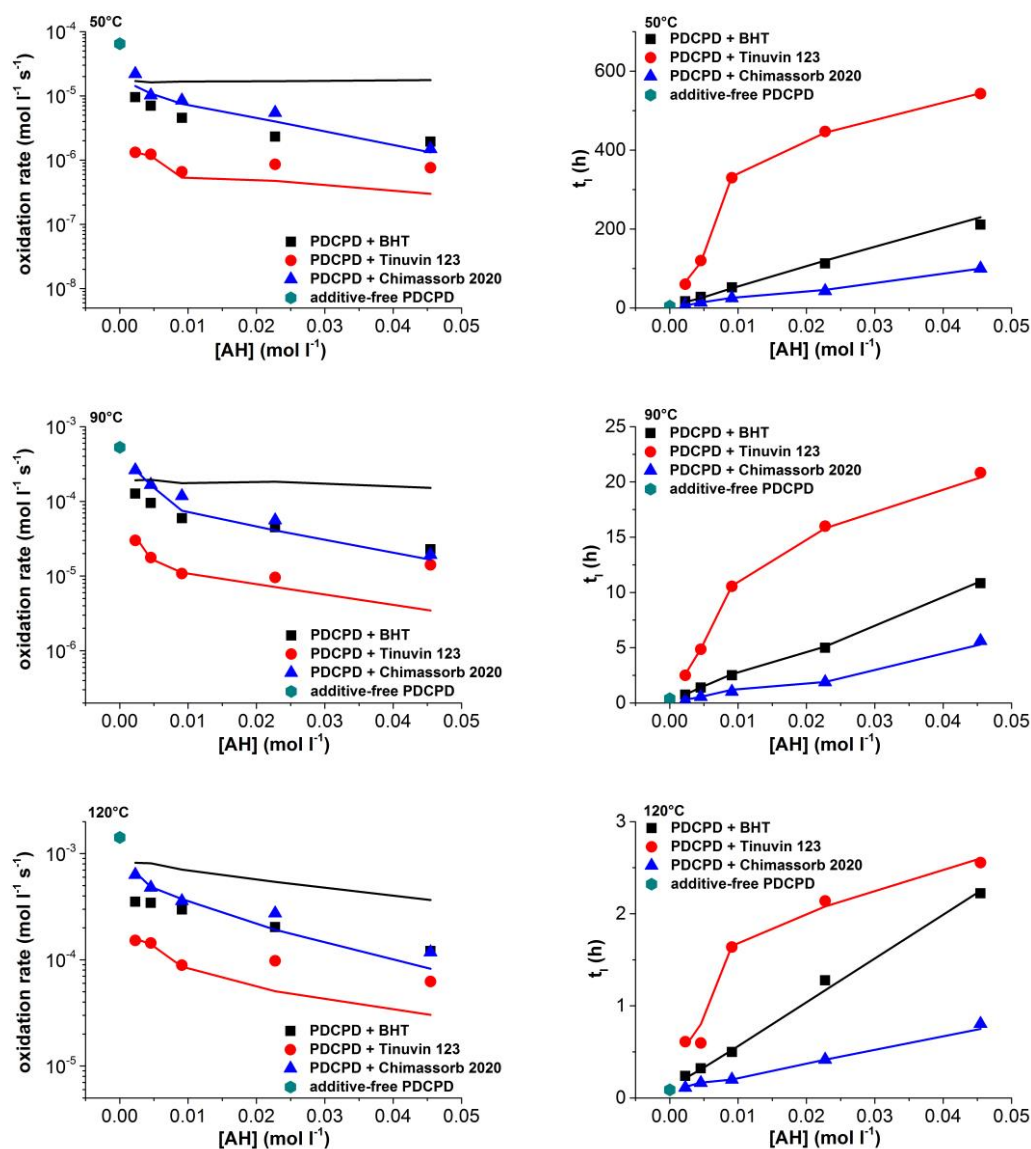 50°C
10⁻⁴
10⁻⁵
10⁻⁶
10⁻⁷
10⁻⁸
oxidation rate (mol l⁻¹ s⁻¹)
PDCPD + BHT
PDCPD + Tinuvin 123
PDCPD + Chimassorb 2020
additive-free PDCPD
0.00 0.01 0.02 0.03 0.04 0.05
[AH] (mol l⁻¹)
50°C
PDCPD + BHT
PDCPD + Tinuvin 123
PDCPD + Chimassorb 2020
additive-free PDCPD
600
400
200
0
tI (h)
0.00 0.01 0.02 0.03 0.04 0.05
[AH] (mol l⁻¹)
90°C
10⁻³
10⁻⁴
10⁻⁵
10⁻⁶
oxidation rate (mol l⁻¹ s⁻¹)
PDCPD + BHT
PDCPD + Tinuvin 123
PDCPD + Chimassorb 2020
additive-free PDCPD
0.00 0.01 0.02 0.03 0.04 0.05
[AH] (mol l⁻¹)
90°C
PDCPD + BHT
PDCPD + Tinuvin 123
PDCPD + Chimassorb 2020
additive-free PDCPD
25
20
15
10
5
0
tI (h)
0.00 0.01 0.02 0.03 0.04 0.05
[AH] (mol l⁻¹)
120°C
10⁻³
10⁻⁴
10⁻⁵
oxidation rate (mol l⁻¹ s⁻¹)
PDCPD + BHT
PDCPD + Tinuvin 123
PDCPD + Chimassorb 2020
additive-free PDCPD
0.00 0.01 0.02 0.03 0.04 0.05
[AH] (mol l⁻¹)
120°C
PDCPD + BHT
PDCPD + Tinuvin 123
PDCPD + Chimassorb 2020
additive-free PDCPD
3
2
1
0
tI (h)
0.00 0.01 0.02 0.03 0.04 0.05
[AH] (mol l⁻¹)